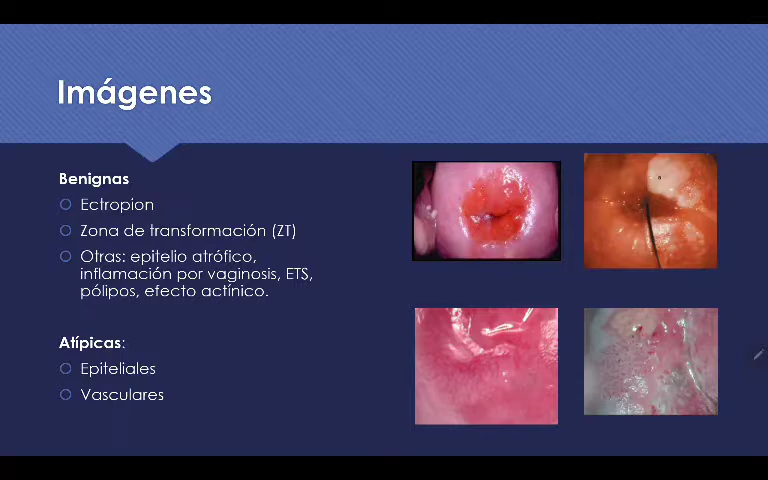 Imágenes
Benignas
Ectropion
Zona de transformación (ZT)
Otras: epitelio atrófico,
inflamación por vaginosis, ETS,
pólipos, efecto actínico.
Atípicas:
Epiteliales
Vasculares